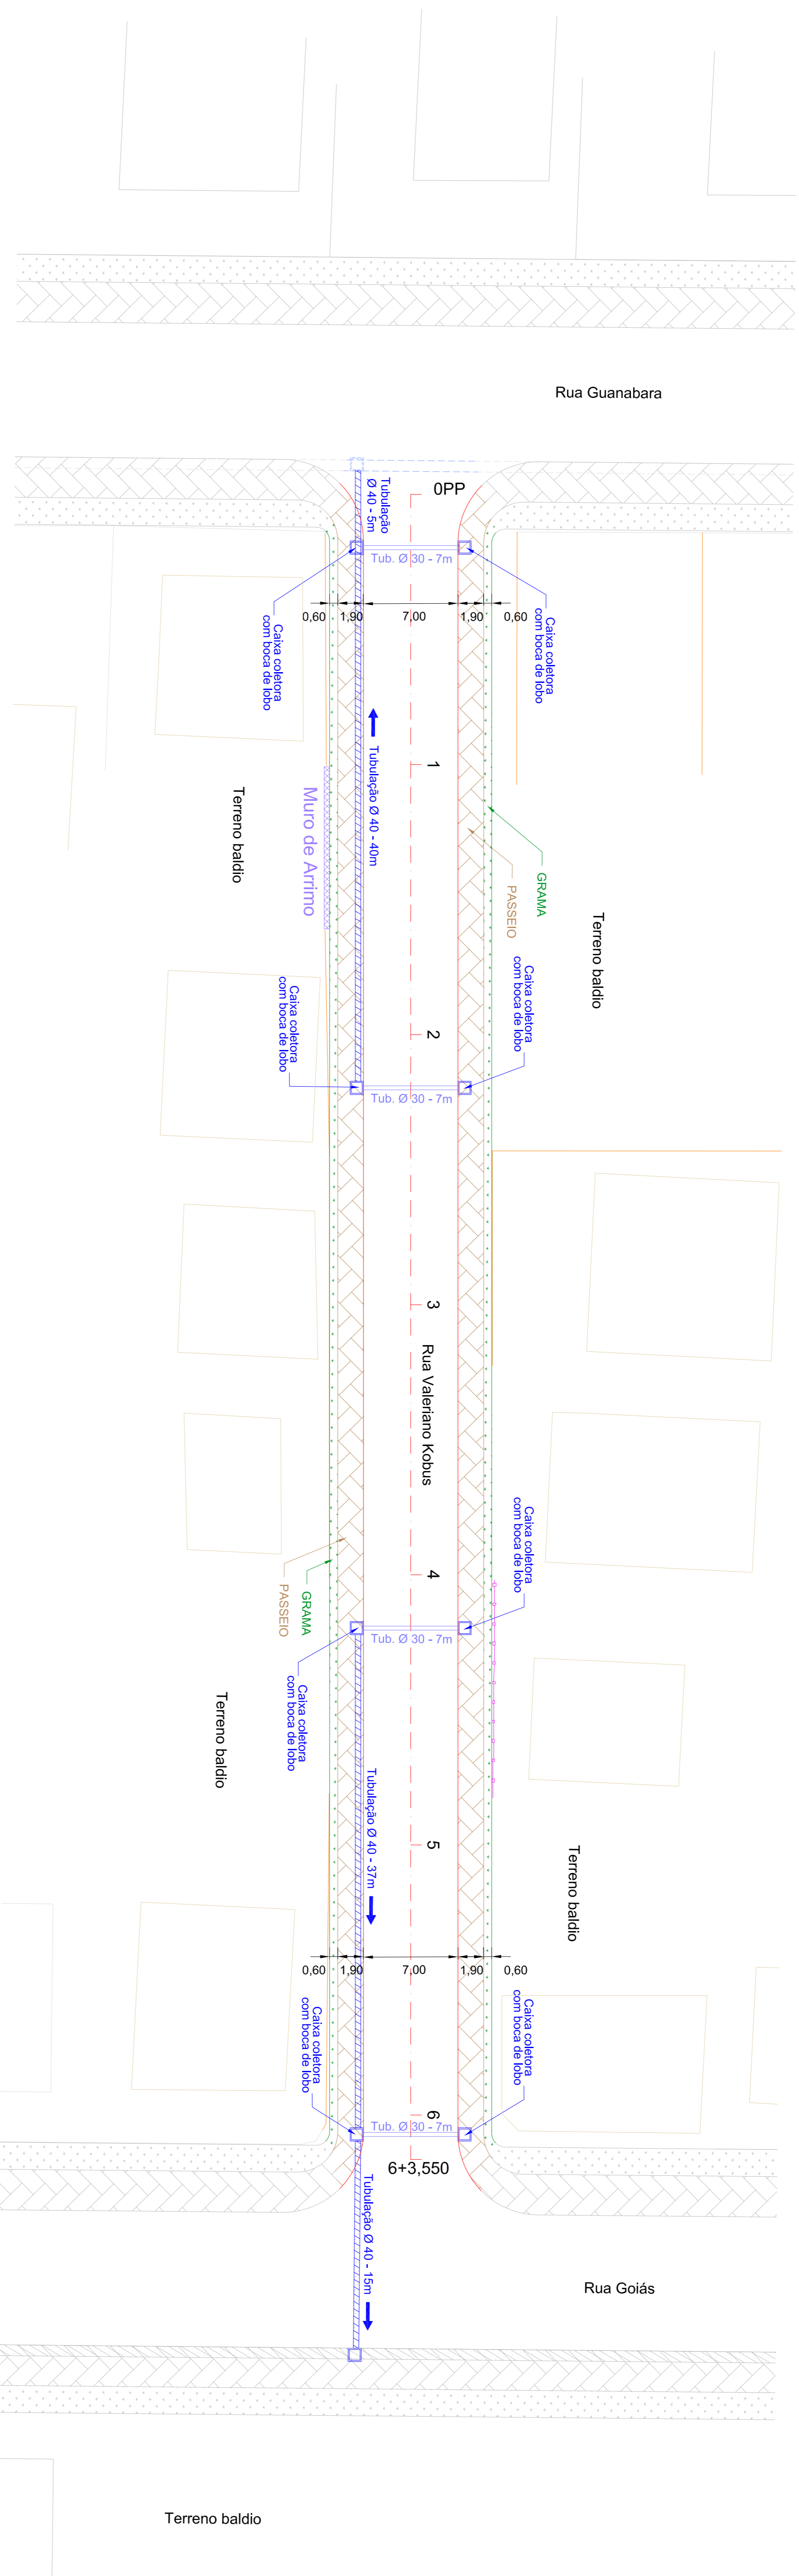 Rua Guanabara
0PP
Tubulação
Ø 40 - 5m
Tub. Ø 30 - 7m
Caixa coletora
com boca de lobo
Caixa coletora
com boca de lobo
0,60
1,90
7,00
1,90
0,60
1
Tubulação Ø 40 - 40m
Muro de Arrimo
Terreno baldio
GRAMA
PASSEIO
Terreno baldio
Caixa coletora
com boca de lobo
Caixa coletora
com boca de lobo
2
Tub. Ø 30 - 7m
3
Rua Valeriano Kobus
Caixa coletora
com boca de lobo
4
GRAMA
PASSEIO
Tub. Ø 30 - 7m
Caixa coletora
com boca de lobo
Terreno baldio
Tubulação Ø 40 - 37m
5
Terreno baldio
0,60
1,90
7,00
1,90
0,60
Caixa coletora
com boca de lobo
Caixa coletora
com boca de lobo
6
Tub. Ø 30 - 7m
6+3,550
Tubulação Ø 40 - 15m
Rua Goiás
Terreno baldio